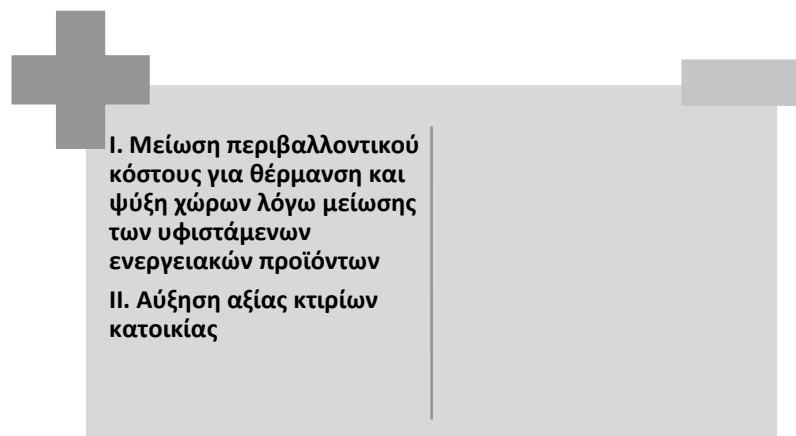 I. Μείωση περιβαλλοντικού
κόστους για θέρμανση και
ψύξη χώρων λόγω μείωσης
των υφιστάμενων
ενεργειακών προϊόντων
II. Αύξηση αξίας κτιρίων
κατοικίας